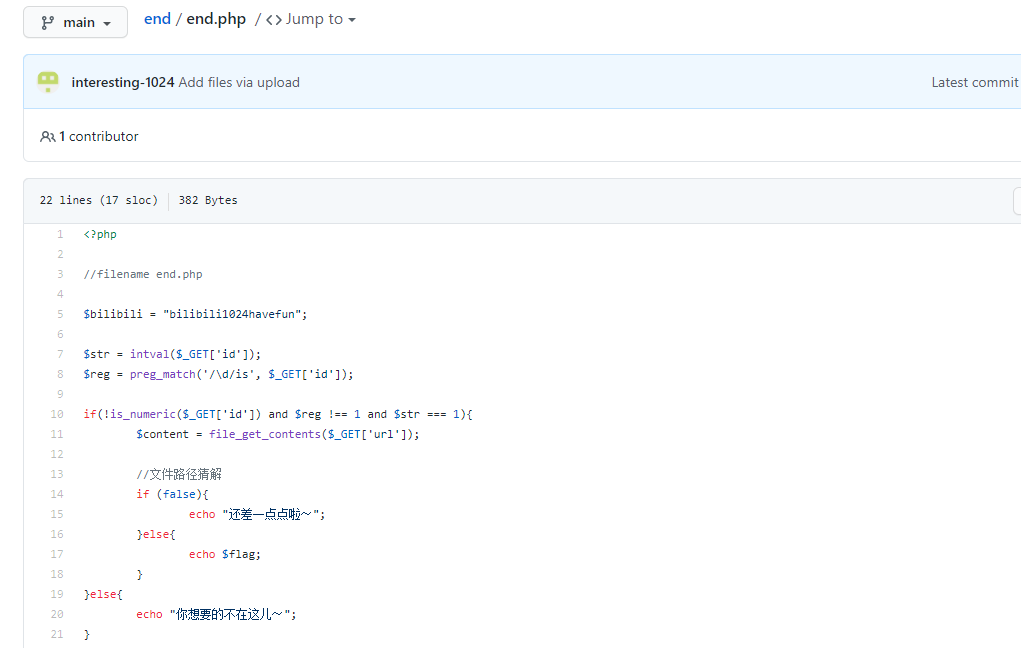 main
end / end.php / <> Jump to
interesting-1024 Add files via upload
Latest commit
1 contributor
22 lines (17 sloc) 382 Bytes
1 <?php
2
3 //filename end.php
4
5 $bilibili = "bilibili1024havefun";
6
7 $str = intval($_GET['id']);
8 $reg = preg_match('/\d/is', $_GET['id']);
9
10 if(!is_numeric($_GET['id']) and $reg !== 1 and $str === 1){
11 $content = file_get_contents($_GET['url']);
12
13 //文件路径猜解
14 if (false){
15 echo "还差一点点啦～";
16 }else{
17 echo $flag;
18 }
19 }else{
20 echo "你想要的不在这儿～";
21 }